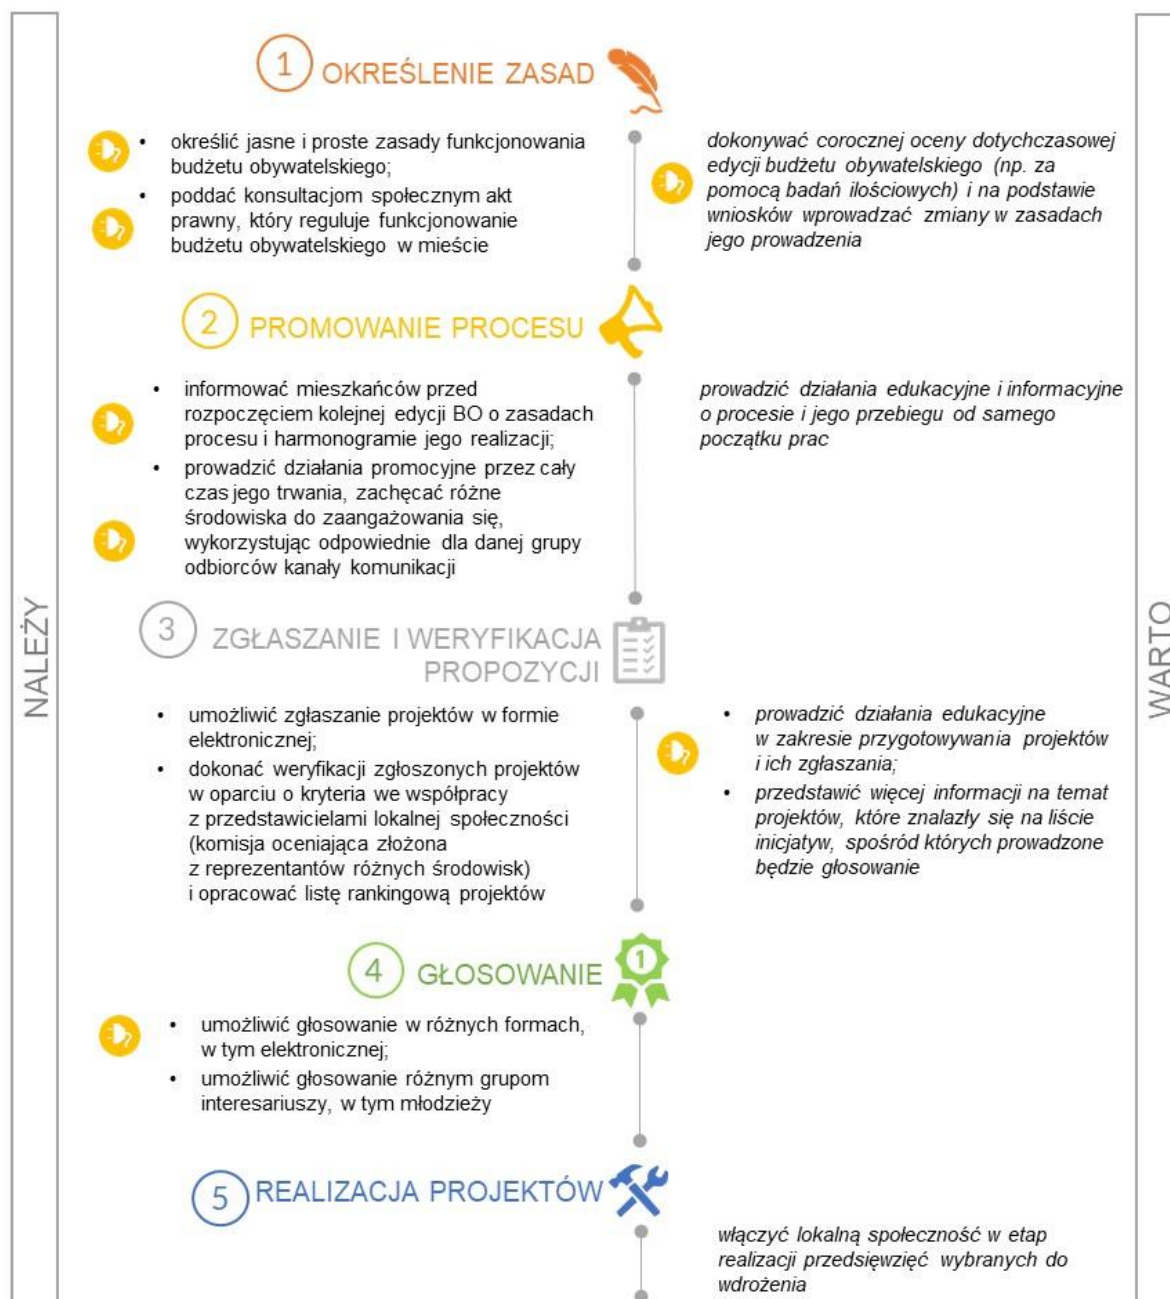 NALEŻY
WARTO
1 OKREŚLENIE ZASAD
• określić jasne i proste zasady funkcjonowania
budżetu obywatelskiego;
• poddać konsultacjom społecznym akt
prawny, który reguluje funkcjonowanie
budżetu obywatelskiego w mieście
dokonywać corocznej oceny dotychczasowej
edycji budżetu obywatelskiego (np. za
pomocą badań ilościowych) i na podstawie
wniosków wprowadzać zmiany w zasadach
jego prowadzenia
2 PROMOWANIE PROCESU
• informować mieszkańców przed
rozpoczęciem kolejnej edycji BO o zasadach
procesu i harmonogramie jego realizacji;
• prowadzić działania promocyjne przez cały
czas jego trwania, zachęcać różne
środowiska do zaangażowania się,
wykorzystując odpowiednie dla danej grupy
odbiorców kanały komunikacji
prowadzić działania edukacyjne i informacyjne
o procesie i jego przebiegu od samego
początku prac
3 ZGŁASZANIE I WERYFIKACJA
PROPOZYCJI
• umożliwić zgłaszanie projektów w formie
elektronicznej;
• dokonać weryfikacji zgłoszonych projektów
w oparciu o kryteria we współpracy
z przedstawicielami lokalnej społeczności
(komisja oceniająca złożona
z reprezentantów różnych środowisk)
i opracować listę rankingową projektów
• prowadzić działania edukacyjne
w zakresie przygotowywania projektów
i ich zgłaszania;
• przedstawić więcej informacji na temat
projektów, które znalazły się na liście
inicjatyw, spośród których prowadzone
będzie głosowanie
4 GŁOSOWANIE
1
• umożliwić głosowanie w różnych formach,
w tym elektronicznej;
• umożliwić głosowanie różnym grupom
interesariuszy, w tym młodzieży
5 REALIZACJA PROJEKTÓW
włączyć lokalną społeczność w etap
realizacji przedsięwzięć wybranych do
wdrożenia